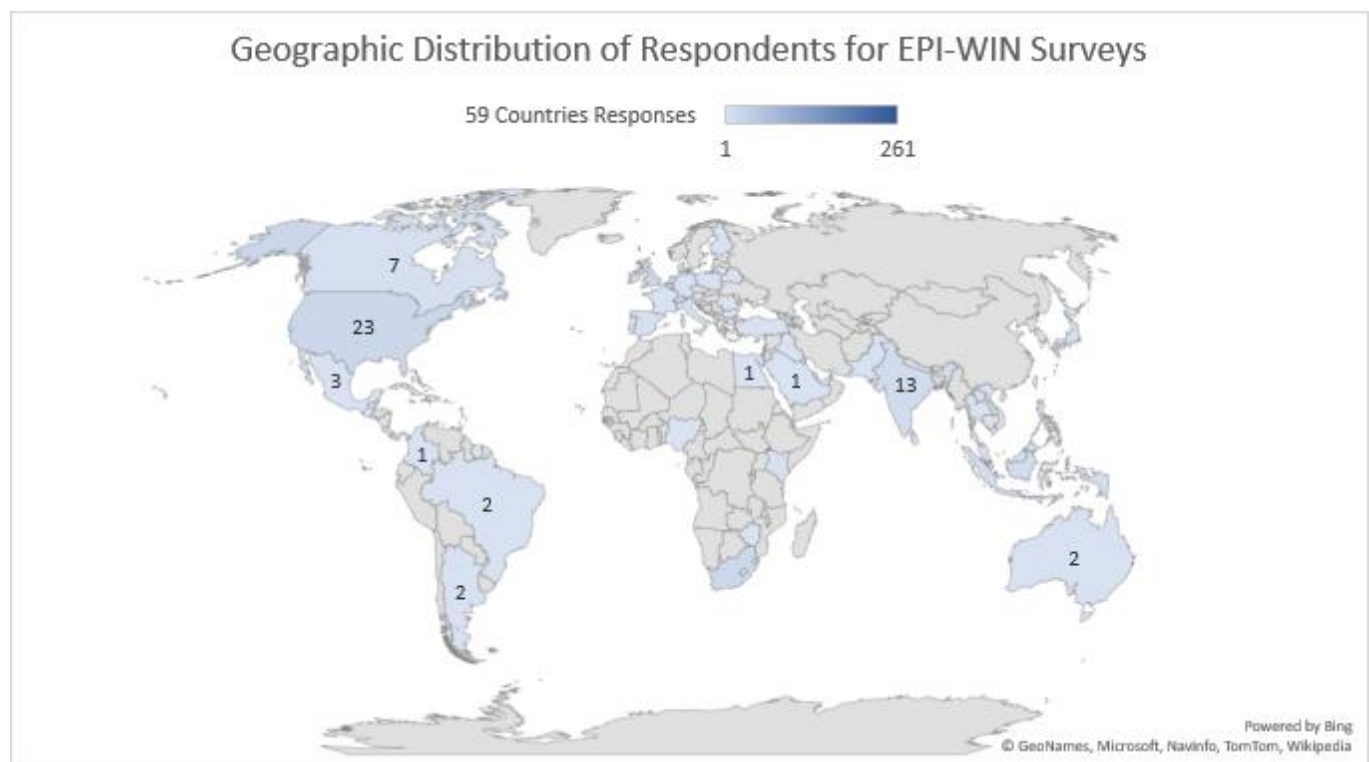 Geographic Distribution of Respondents for EPI-WIN Surveys
59 Countries Responses
1 261
7
23
3
1
1
13
1
2
2
2
Powered by Bing
© GeoNames, Microsoft, Navinfo, TomTom, Wikipedia